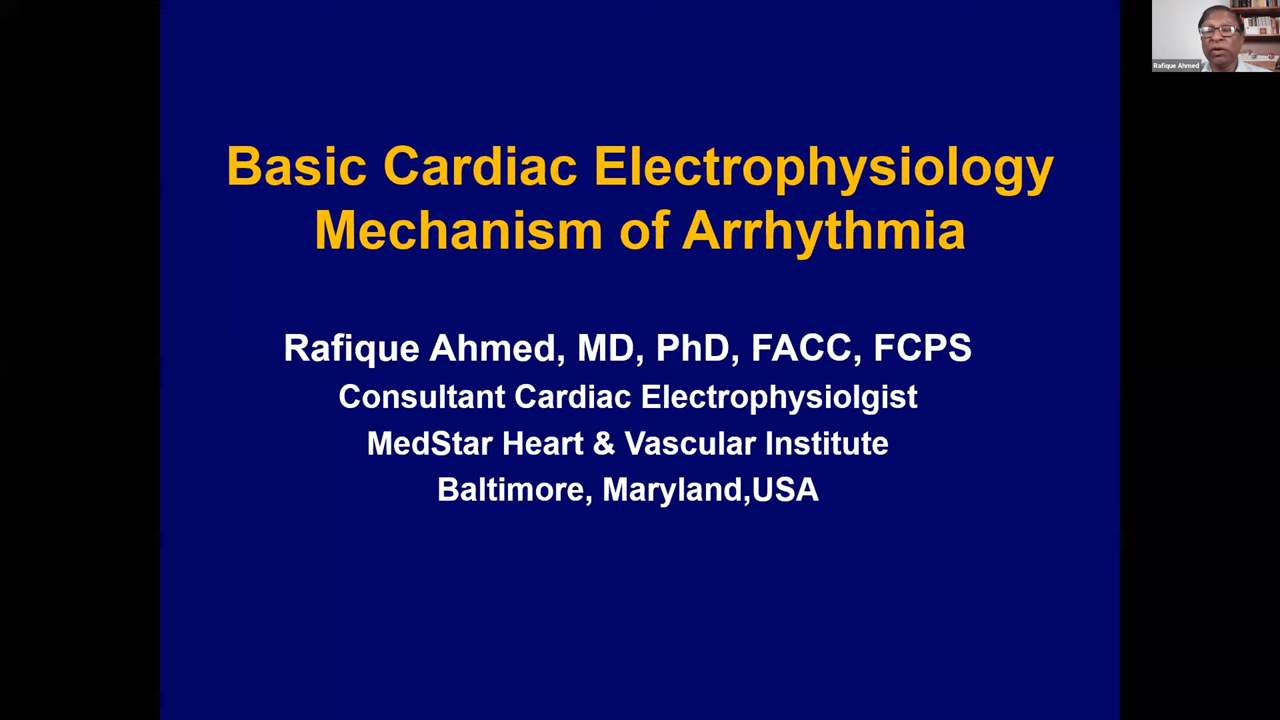 Rafique Ahmed
Basic Cardiac Electrophysiology
Mechanism of Arrhythmia
Rafique Ahmed, MD, PhD, FACC, FCPS
Consultant Cardiac Electrophysiolgist
MedStar Heart & Vascular Institute
Baltimore, Maryland,USA